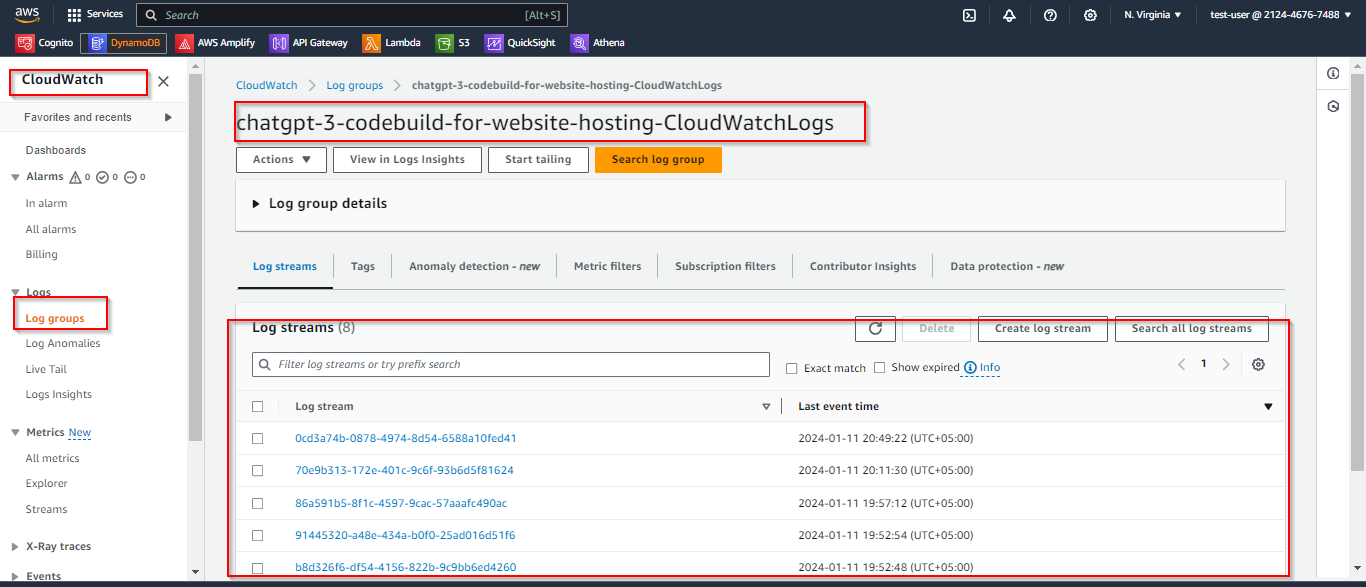 aws Services Search [Alt+S] N. Virginia ▼ test-user @ 2124-4676-7488 ▼
Cognito DynamoDB AWS Amplify API Gateway Lambda S3 QuickSight Athena
CloudWatch
Favorites and recents
Dashboards
Alarms 0 0 0
In alarm
All alarms
Billing
Logs
Log groups
Log Anomalies
Live Tail
Logs Insights
Metrics New
All metrics
Explorer
Streams
X-Ray traces
Events
CloudWatch > Log groups > chatgpt-3-codebuild-for-website-hosting-CloudWatchLogs
chatgpt-3-codebuild-for-website-hosting-CloudWatchLogs
Actions ▼ View in Logs Insights Start tailing Search log group
Log group details
Log streams Tags Anomaly detection - new Metric filters Subscription filters Contributor Insights Data protection - new
Log streams (8) Delete Create log stream Search all log streams
Filter log streams or try prefix search Exact match Show expired Info 1
Log stream Last event time
0cd3a74b-0878-4974-8d54-6588a10fed41 2024-01-11 20:49:22 (UTC+05:00)
70e9b313-172e-401c-9c6f-93b6d5f81624 2024-01-11 20:11:30 (UTC+05:00)
86a591b5-8f1c-4597-9cac-57aaafc490ac 2024-01-11 19:57:12 (UTC+05:00)
91445320-a48e-434a-b0f0-25ad016d51f6 2024-01-11 19:52:54 (UTC+05:00)
b8d326f6-df54-4156-822b-9c9bb6ed4260 2024-01-11 19:52:48 (UTC+05:00)